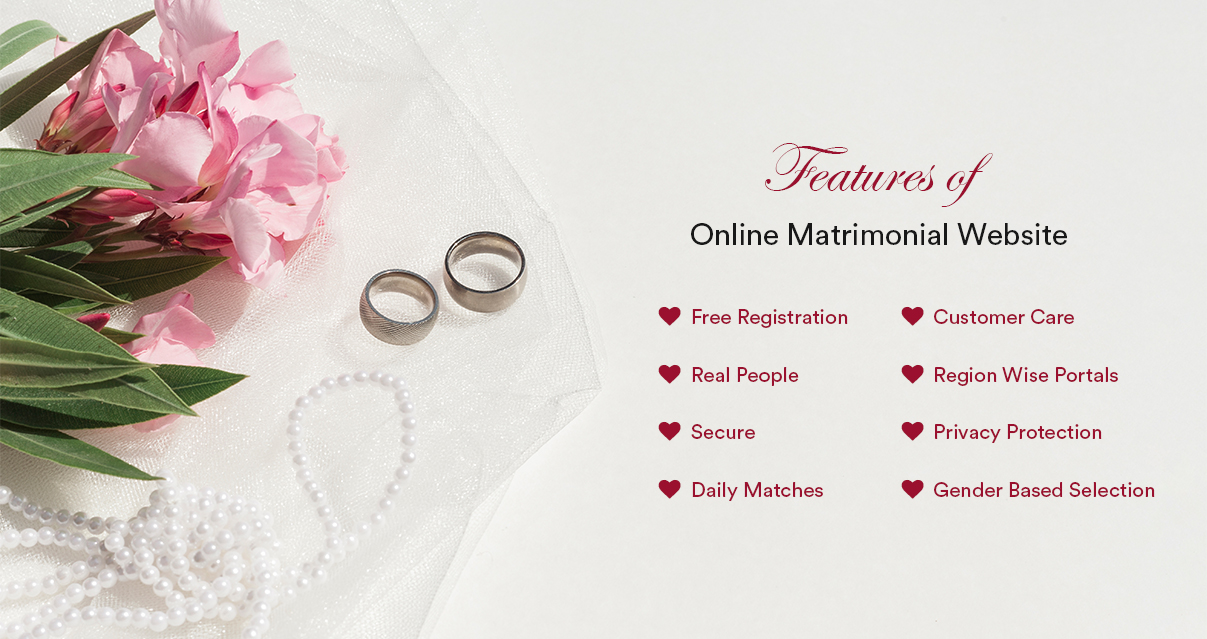 Features of
Online Matrimonial Website
Free Registration
Real People
Secure
Daily Matches
Customer Care
Region Wise Portals
Privacy Protection
Gender Based Selection